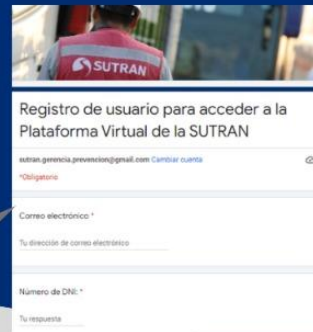 SUTRAN
Registro de usuario para acceder a la
Plataforma Virtual de la SUTRAN
sutran.gerencia.prevencion@gmail.com Cambiar cuenta
*Obligatorio
Correo electrónico *
Tu dirección de correo electrónico
Número de DNI: *
Tu respuesta